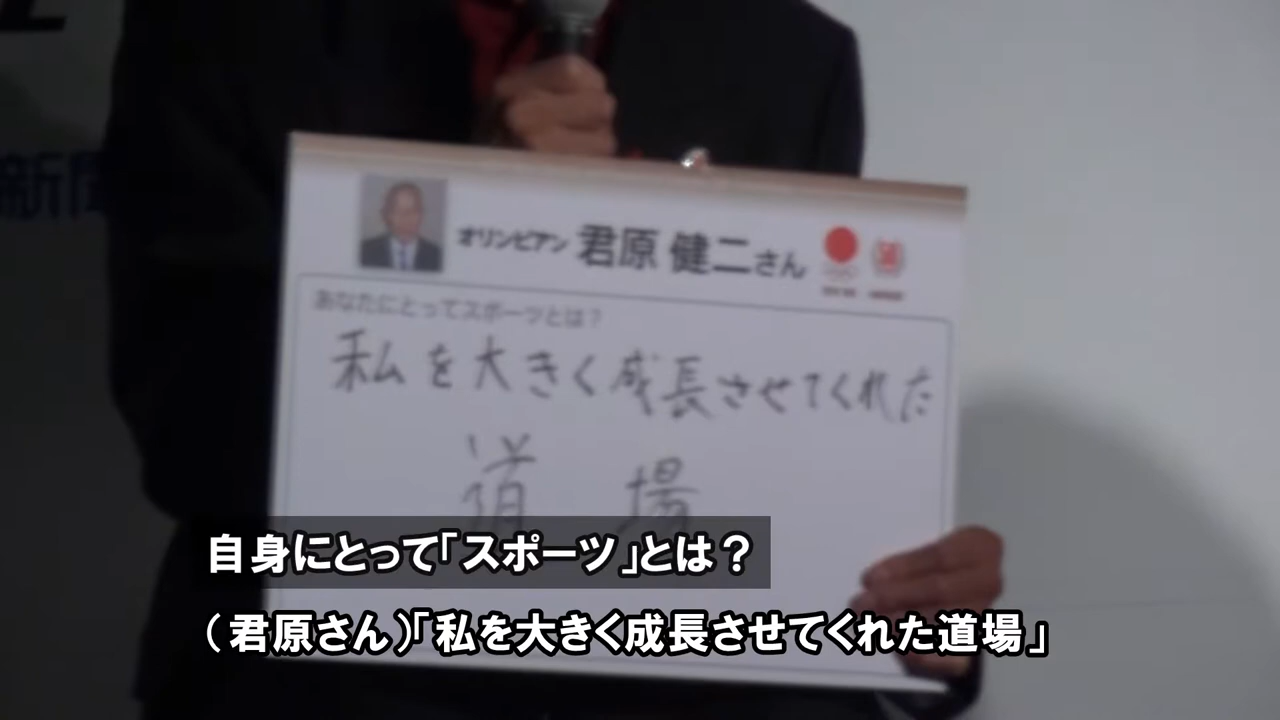 新聞
オリンピアン 君原 健二さん
あなたにとってスポーツとは？
私を大きく成長させてくれた
道場
自身にとって「スポーツ」とは？
（君原さん）「私を大きく成長させてくれた道場」